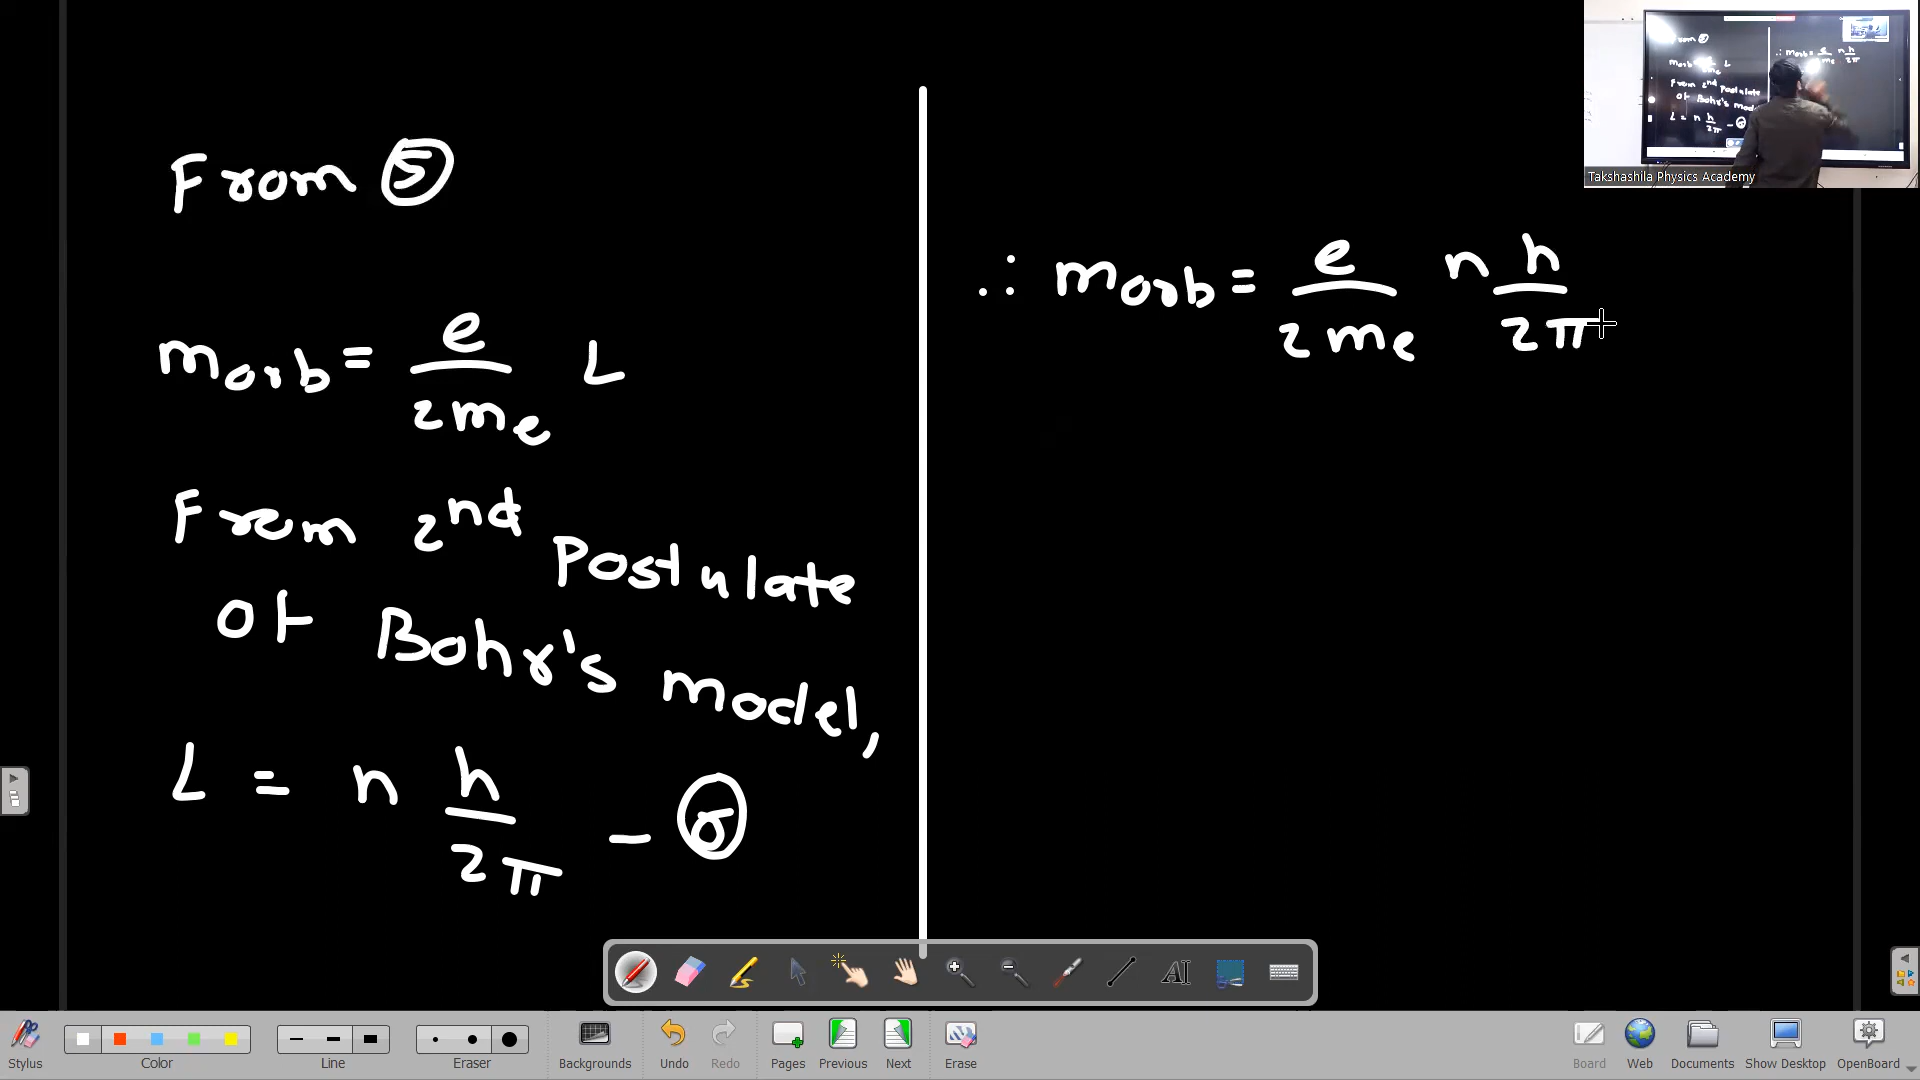 From ⑤
m_orb = e/2m_e L
From 2nd Postulate
of Bohr's model,
L = n h/2π - ⑥
∴ m_orb = e/2m_e n h/2π
Takshashila Physics Academy
Stylus
Color
Line
Eraser
Backgrounds
Undo
Redo
Pages
Previous
Next
Erase
Board
Web
Documents
Show Desktop
OpenBoard